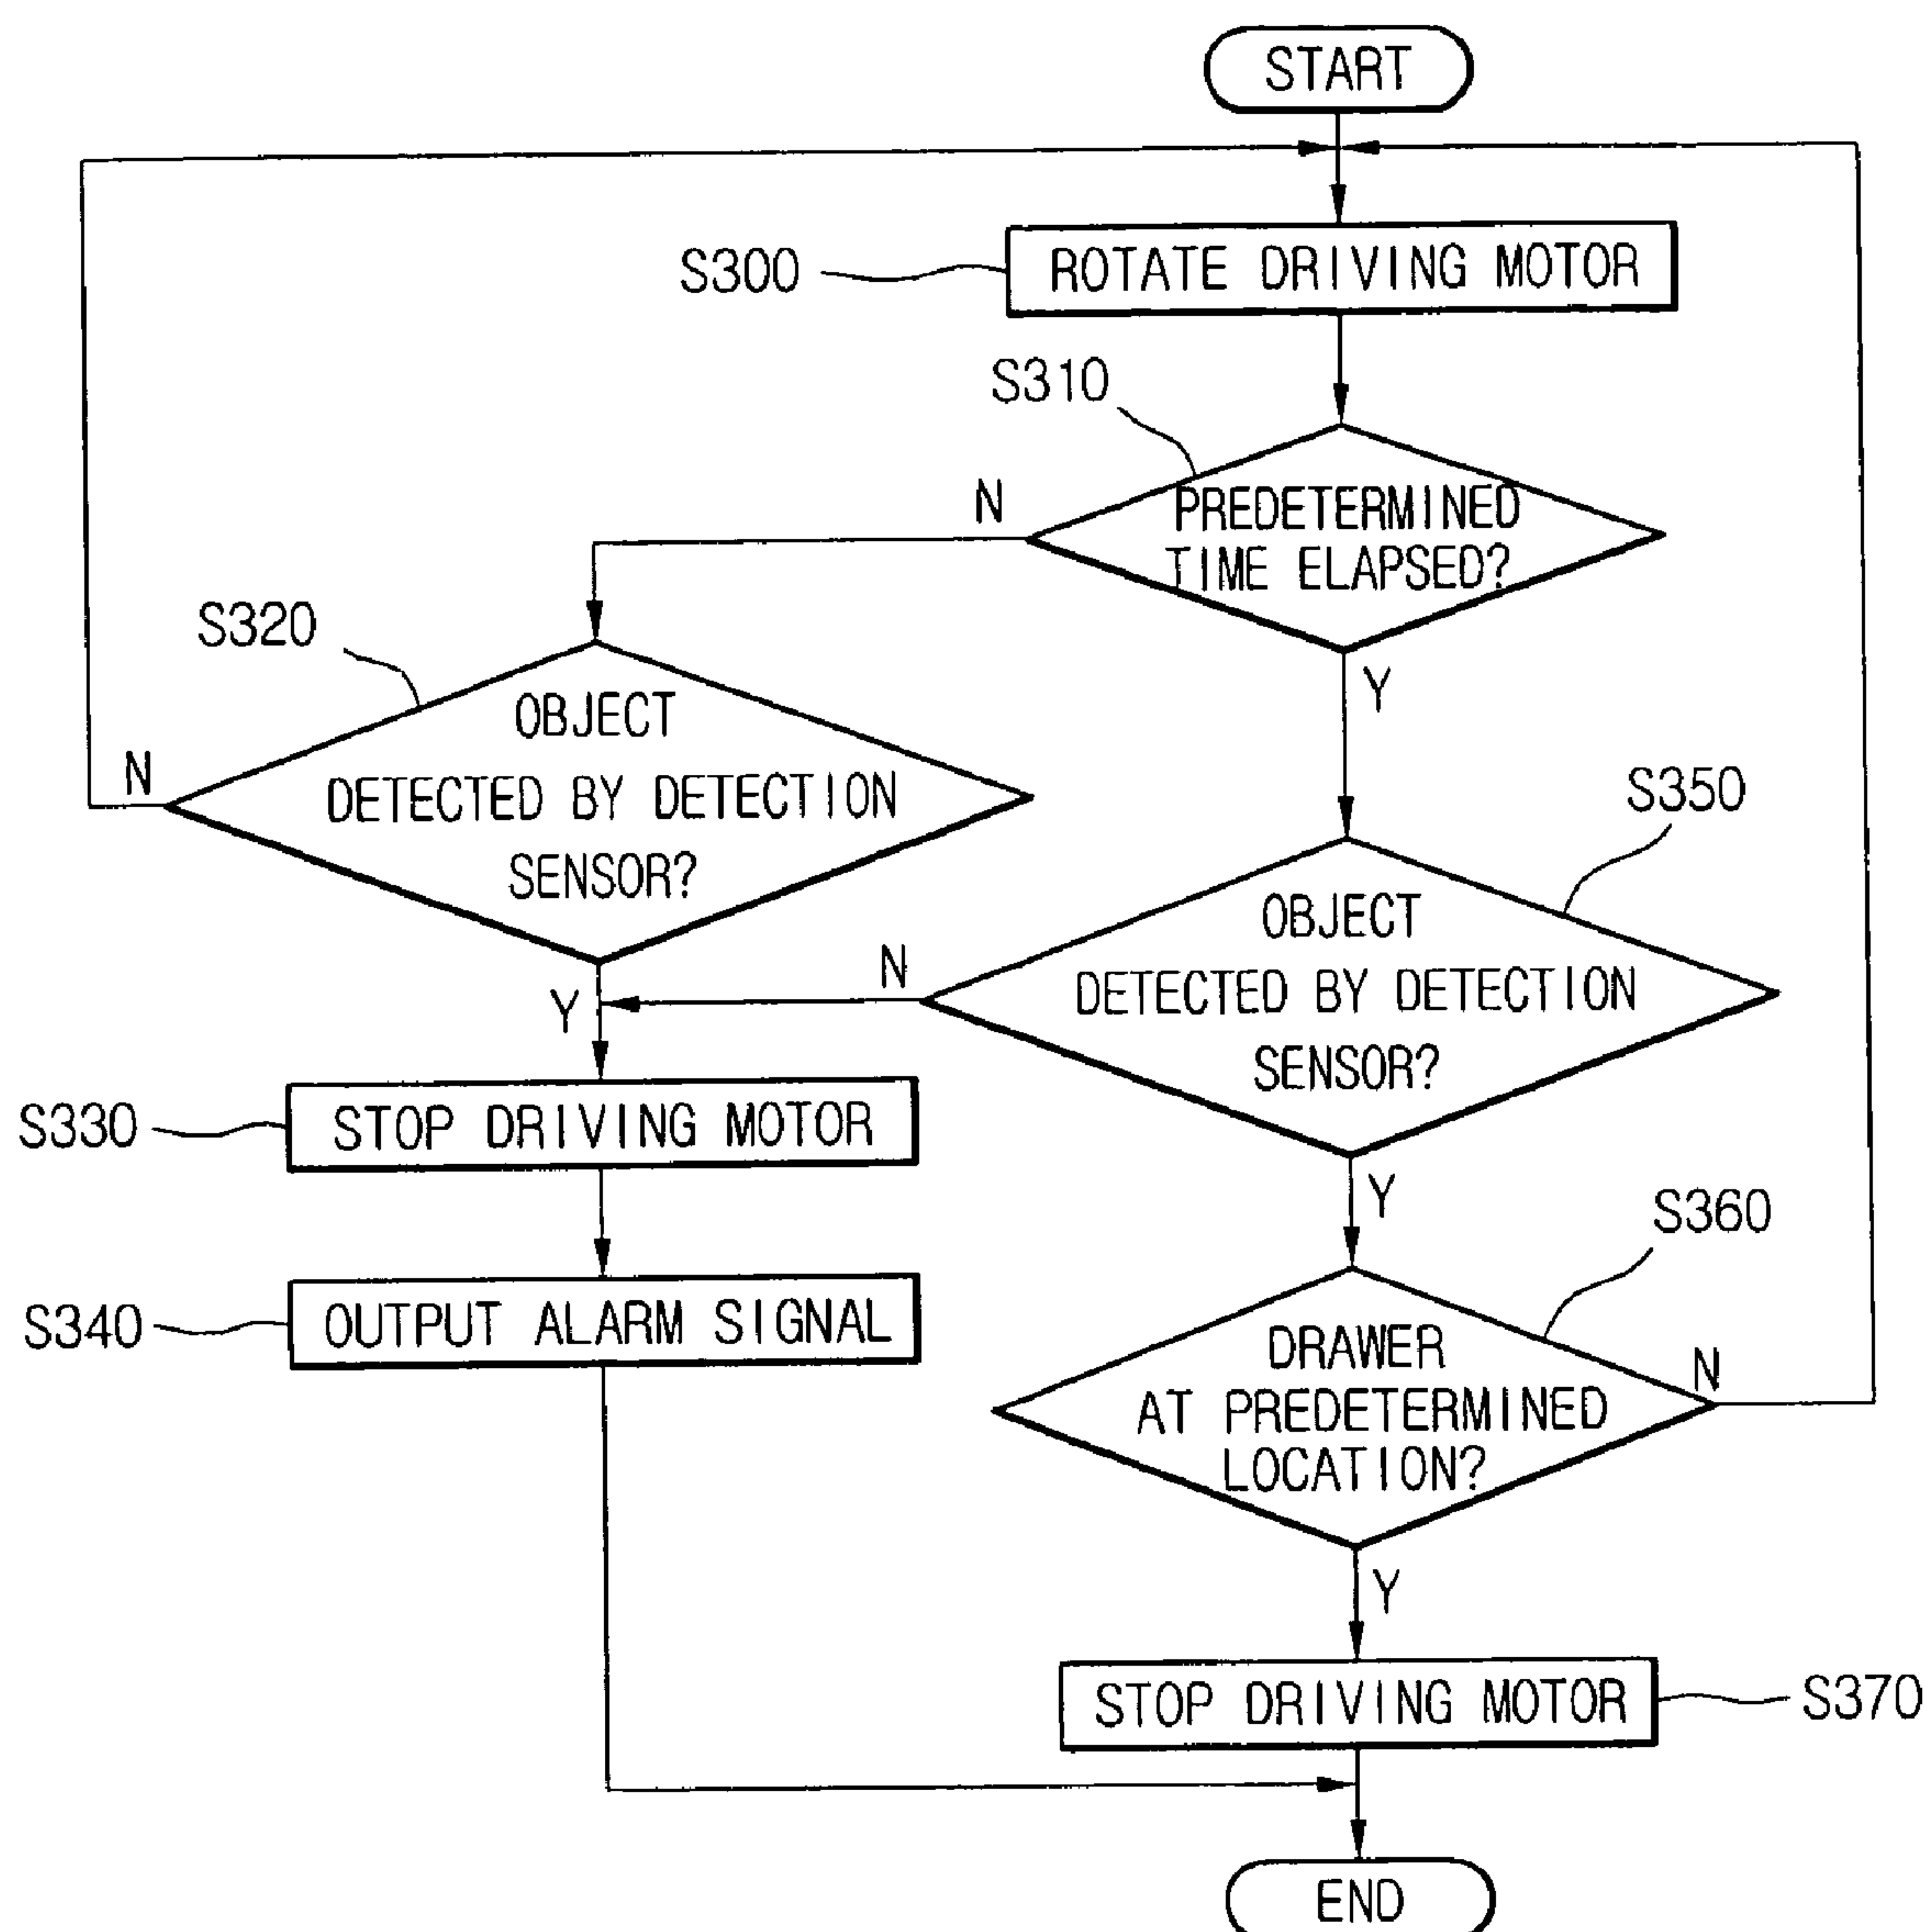 START
S300
ROTATE DRIVING MOTOR
S310
N
PREDETERMINED
TIME ELAPSED?
Y
S320
OBJECT
DETECTED BY DETECTION
SENSOR?
N
Y
S350
OBJECT
DETECTED BY DETECTION
SENSOR?
N
Y
S330
STOP DRIVING MOTOR
S340
OUTPUT ALARM SIGNAL
S360
DRAWER
AT PREDETERMINED
LOCATION?
N
Y
STOP DRIVING MOTOR
S370
END